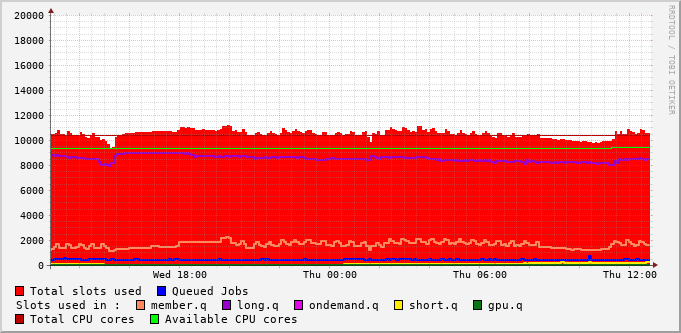 RRDTOOL / TOBI OETIKER
20000
18000
16000
14000
12000
10000
8000
6000
4000
2000
0
Wed 18:00 Thu 00:00 Thu 06:00 Thu 12:00
Total slots used Queued Jobs
Slots used in : member.q long.q ondemand.q short.q gpu.q
Total CPU cores Available CPU cores